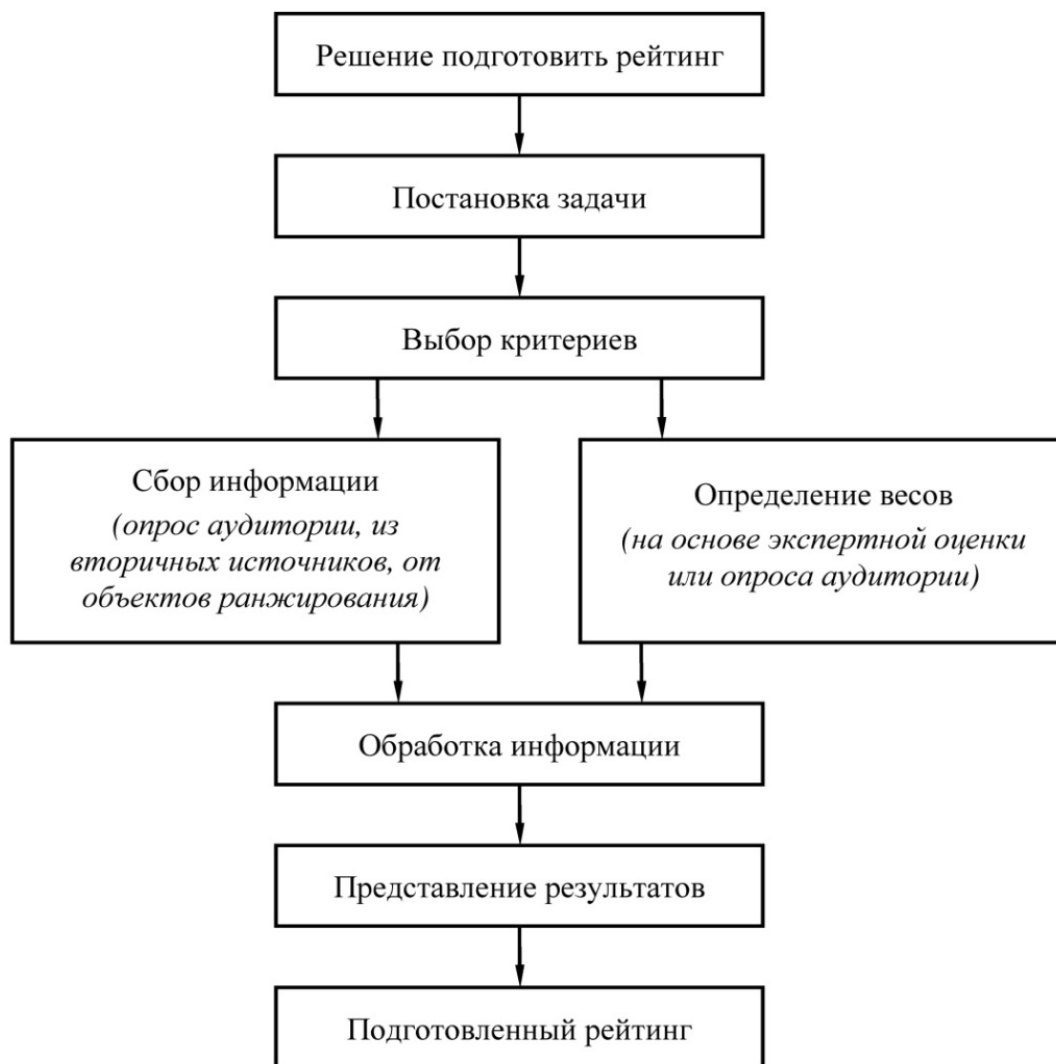 Решение подготовить рейтинг
Постановка задачи
Выбор критериев
Сбор информации
(опрос аудитории, из
вторичных источников, от
объектов ранжирования)
Определение весов
(на основе экспертной оценки
или опроса аудитории)
Обработка информации
Представление результатов
Подготовленный рейтинг